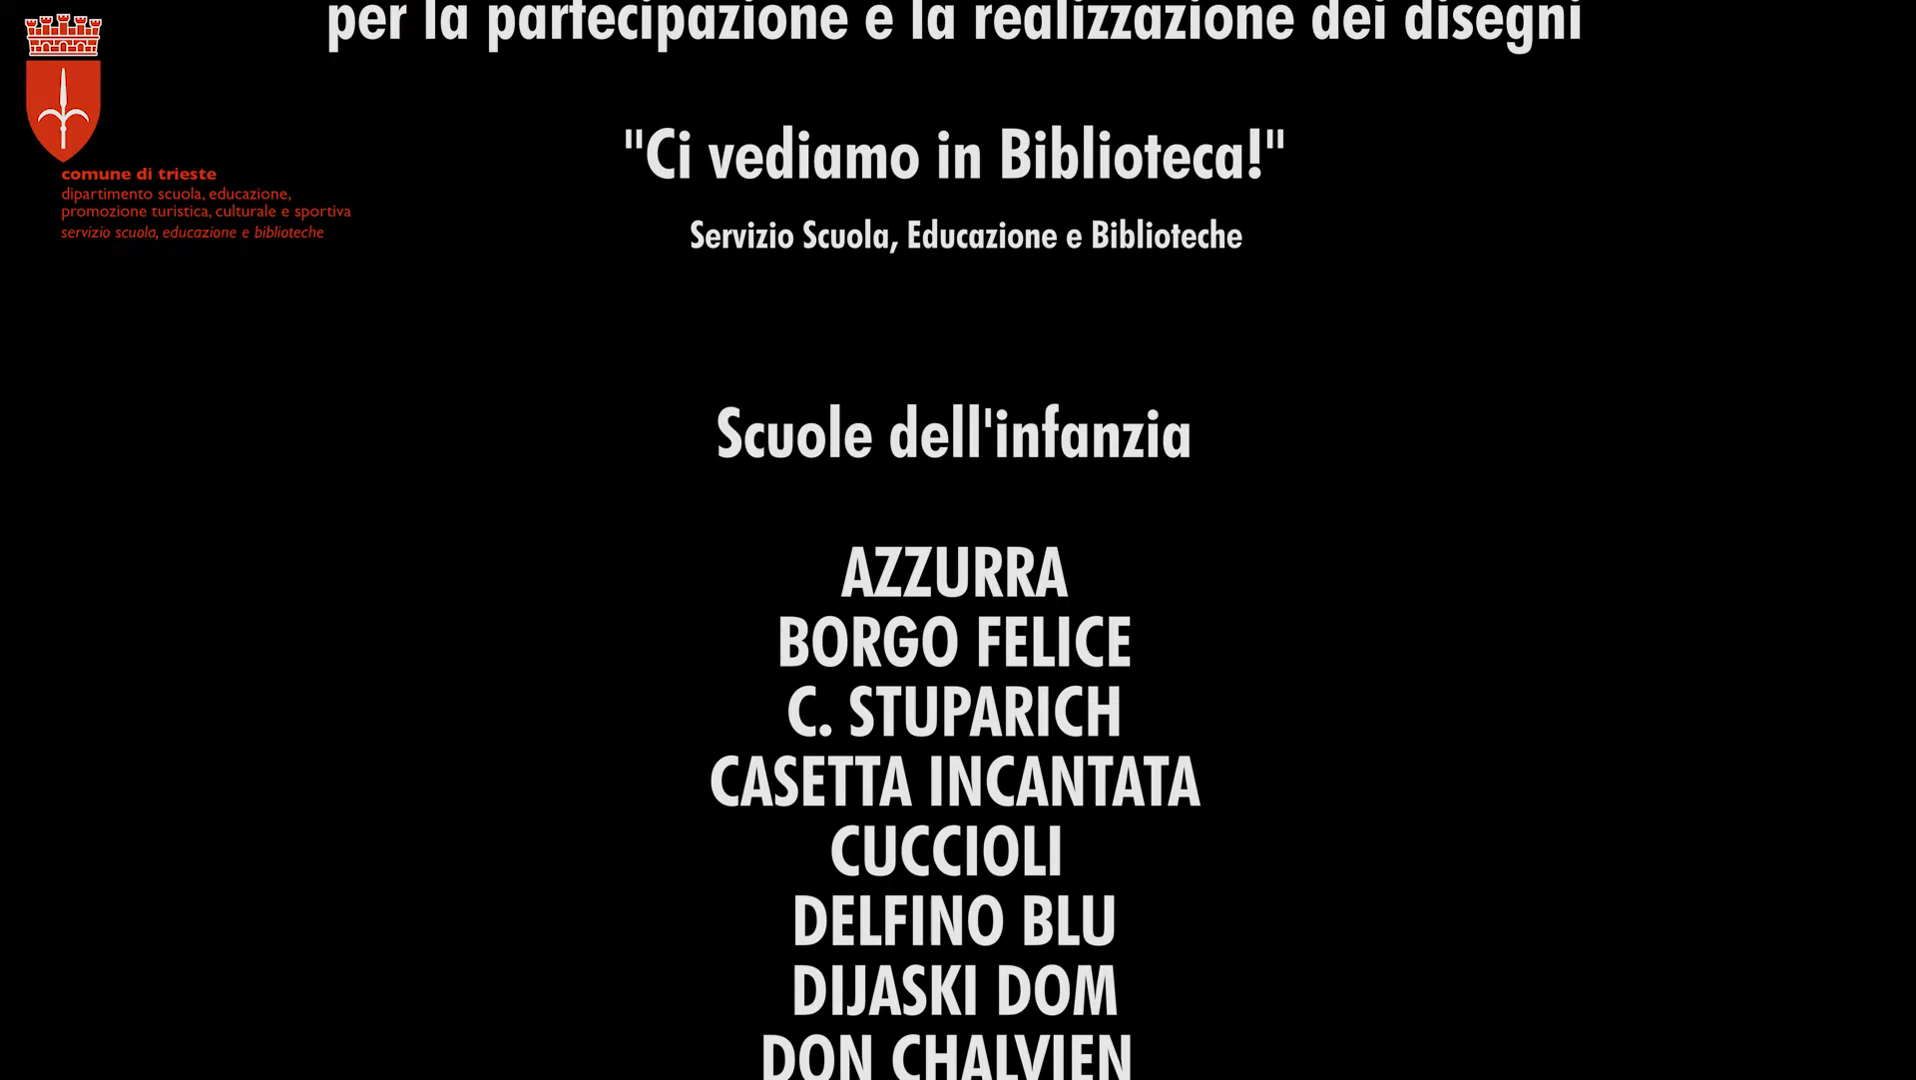 per la partecipazione e la realizzazione dei disegni
"Ci vediamo in Biblioteca!"
comune di trieste
dipartimento scuola, educazione,
promozione turistica, culturale e sportiva
servizio scuola, educazione e biblioteche
Servizio Scuola, Educazione e Biblioteche
Scuole dell'infanzia
AZZURRA
BORGO FELICE
C. STUPARICH
CASETTA INCANTATA
CUCCIOLI
DELFINO BLU
DIJASKI DOM
DON CHALVIEN